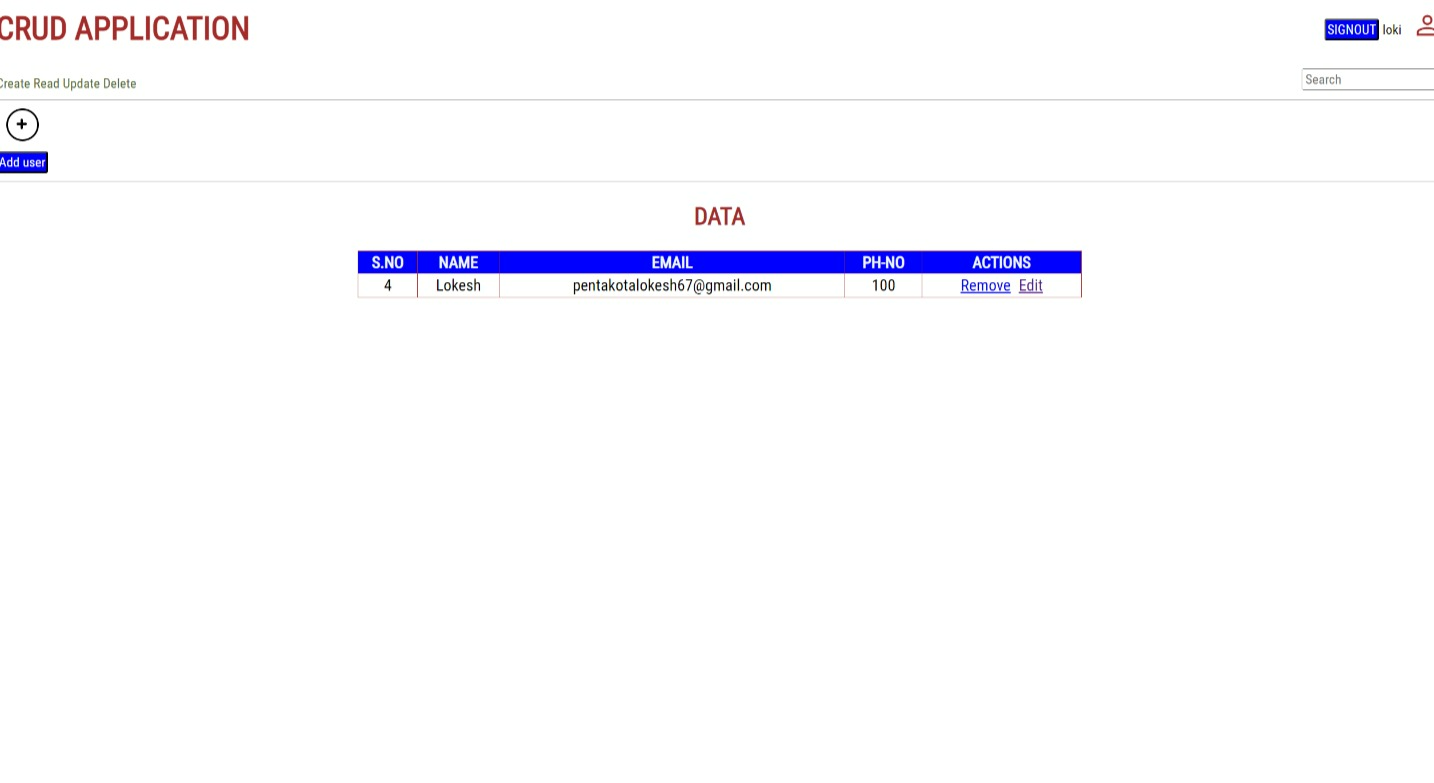 CRUD APPLICATION
SIGNOUT loki
Create Read Update Delete
Search
+
Add user
DATA
S.NO NAME EMAIL PH-NO ACTIONS
4 Lokesh pentakotalokesh67@gmail.com 100 Remove Edit